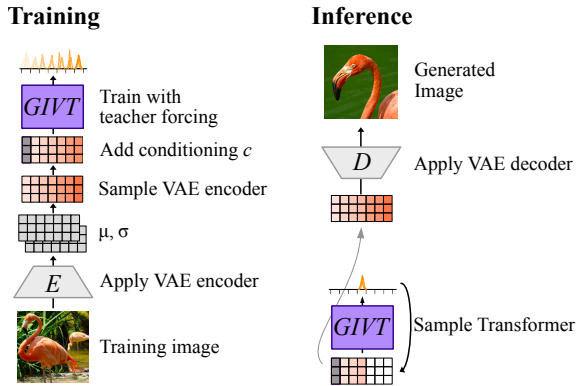 Training
GIVT
Train with
teacher forcing
Add conditioning c
Sample VAE encoder
μ, σ
E
Apply VAE encoder
Training image
Inference
Generated
Image
D
Apply VAE decoder
GIVT
Sample Transformer